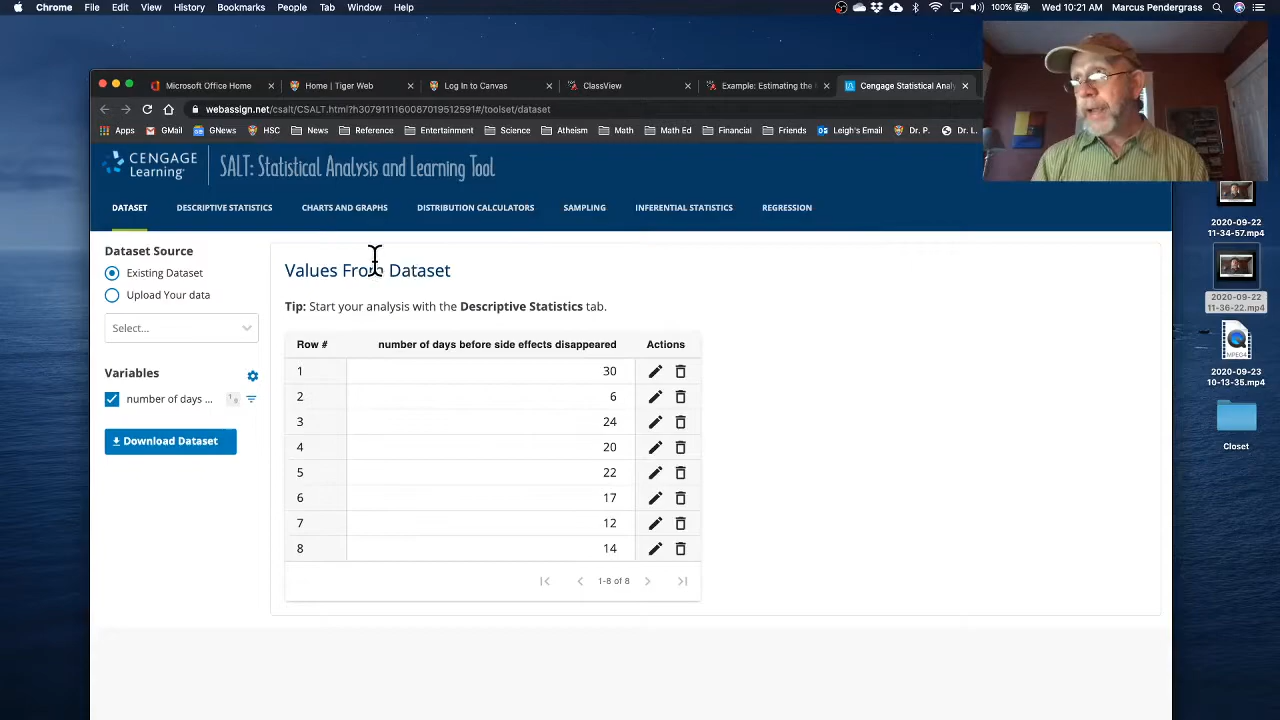 Chrome File Edit View History Bookmarks People Tab Window Help 100% Wed 10:21 AM Marcus Pendergrass
Microsoft Office Home × Home | Tiger Web × Log In to Canvas × ClassView × Example: Estimating the × Cengage Statistical Analy ×
webassign.net/csalt/CSALT.html?h30791111600870195125​91#/toolset/dataset
Apps GMail GNews HSC News Reference Entertainment Science Atheism Math Math Ed Financial Friends Leigh's Email Dr. P. Dr. L.
CENGAGE
Learning™
SALT: Statistical Analysis and Learning Tool
DATASET DESCRIPTIVE STATISTICS CHARTS AND GRAPHS DISTRIBUTION CALCULATORS SAMPLING INFERENTIAL STATISTICS REGRESSION
Dataset Source
Existing Dataset
Upload Your data
Select...
Variables
number of days ...
Download Dataset
Values From Dataset
Tip: Start your analysis with the Descriptive Statistics tab.
Row # number of days before side effects disappeared Actions
1 30
2 6
3 24
4 20
5 22
6 17
7 12
8 14
1-8 of 8
2020-09-22
11-34-57.mp4
2020-09-22
11-36-22.mp4
MPEG4
2020-09-23
10-13-35.mp4
Closet